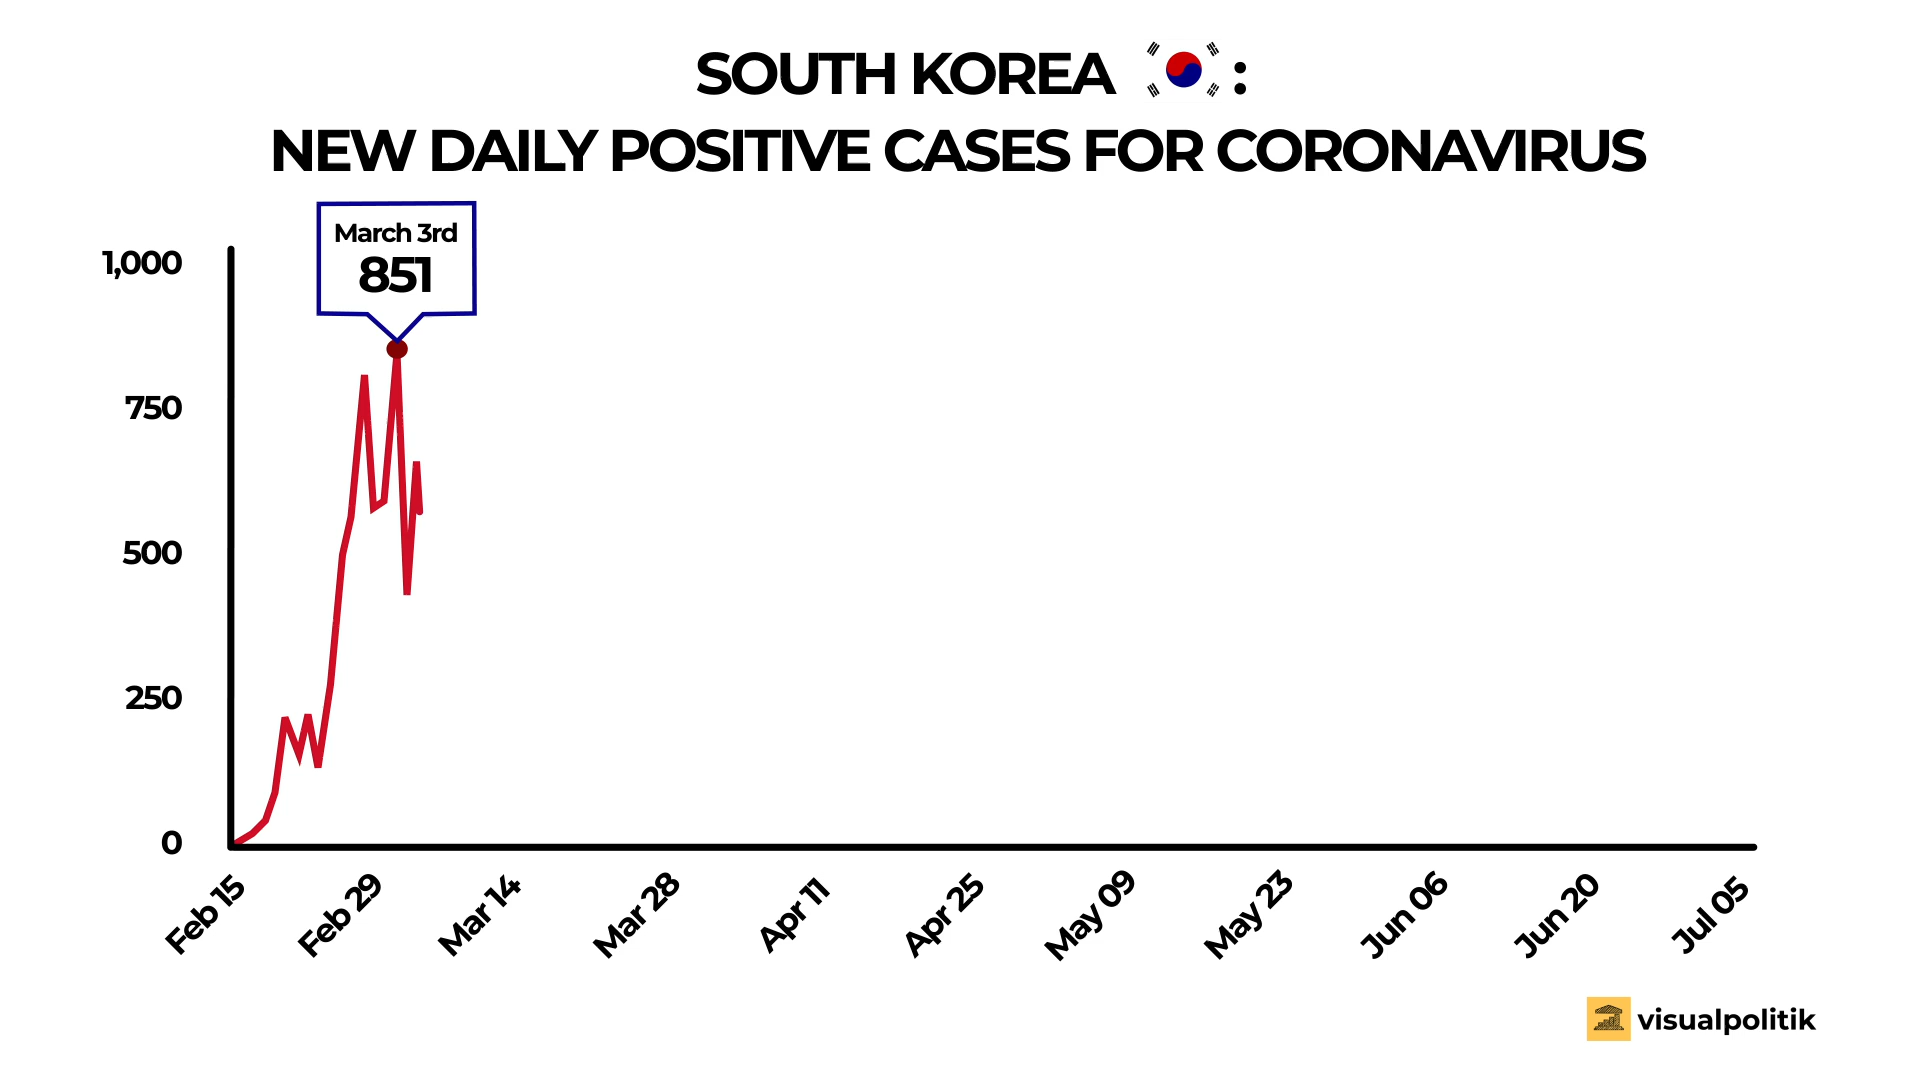 SOUTH KOREA :
NEW DAILY POSITIVE CASES FOR CORONAVIRUS
March 3rd
851
1,000
750
500
250
0
Feb 15
Feb 29
Mar 14
Mar 28
Apr 11
Apr 25
May 09
May 23
Jun 06
Jun 20
Jul 05
visualpolitik